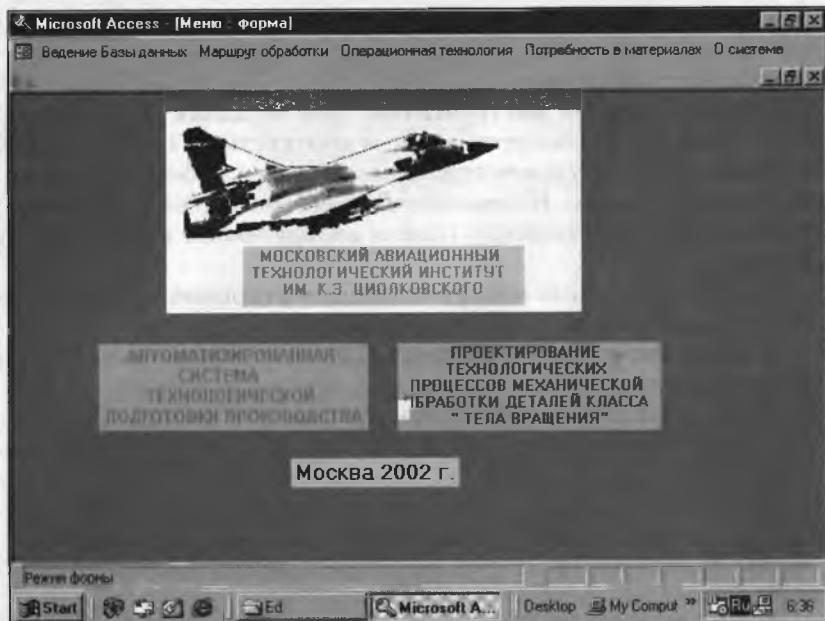 Microsoft Access - [Меню : форма]
Ведение Базы данных Маршрут обработки Операционная технология Потребность в материалах О системе
МОСКОВСКИЙ АВИАЦИОННЫЙ
ТЕХНОЛОГИЧЕСКИЙ ИНСТИТУТ
ИМ. К.Э. ЦИОЛКОВСКОГО
АВТОМАТИЗИРОВАННАЯ
СИСТЕМА
ТЕХНОЛОГИЧЕСКОЙ
ПОДГОТОВКИ ПРОИЗВОДСТВА
ПРОЕКТИРОВАНИЕ
ТЕХНОЛОГИЧЕСКИХ
ПРОЦЕССОВ МЕХАНИЧЕСКОЙ
ОБРАБОТКИ ДЕТАЛЕЙ КЛАССА
" ТЕЛА ВРАЩЕНИЯ"
Москва 2002 г.
Режим формы
Start Ed Microsoft A... Desktop My Comput » Ru 6:36